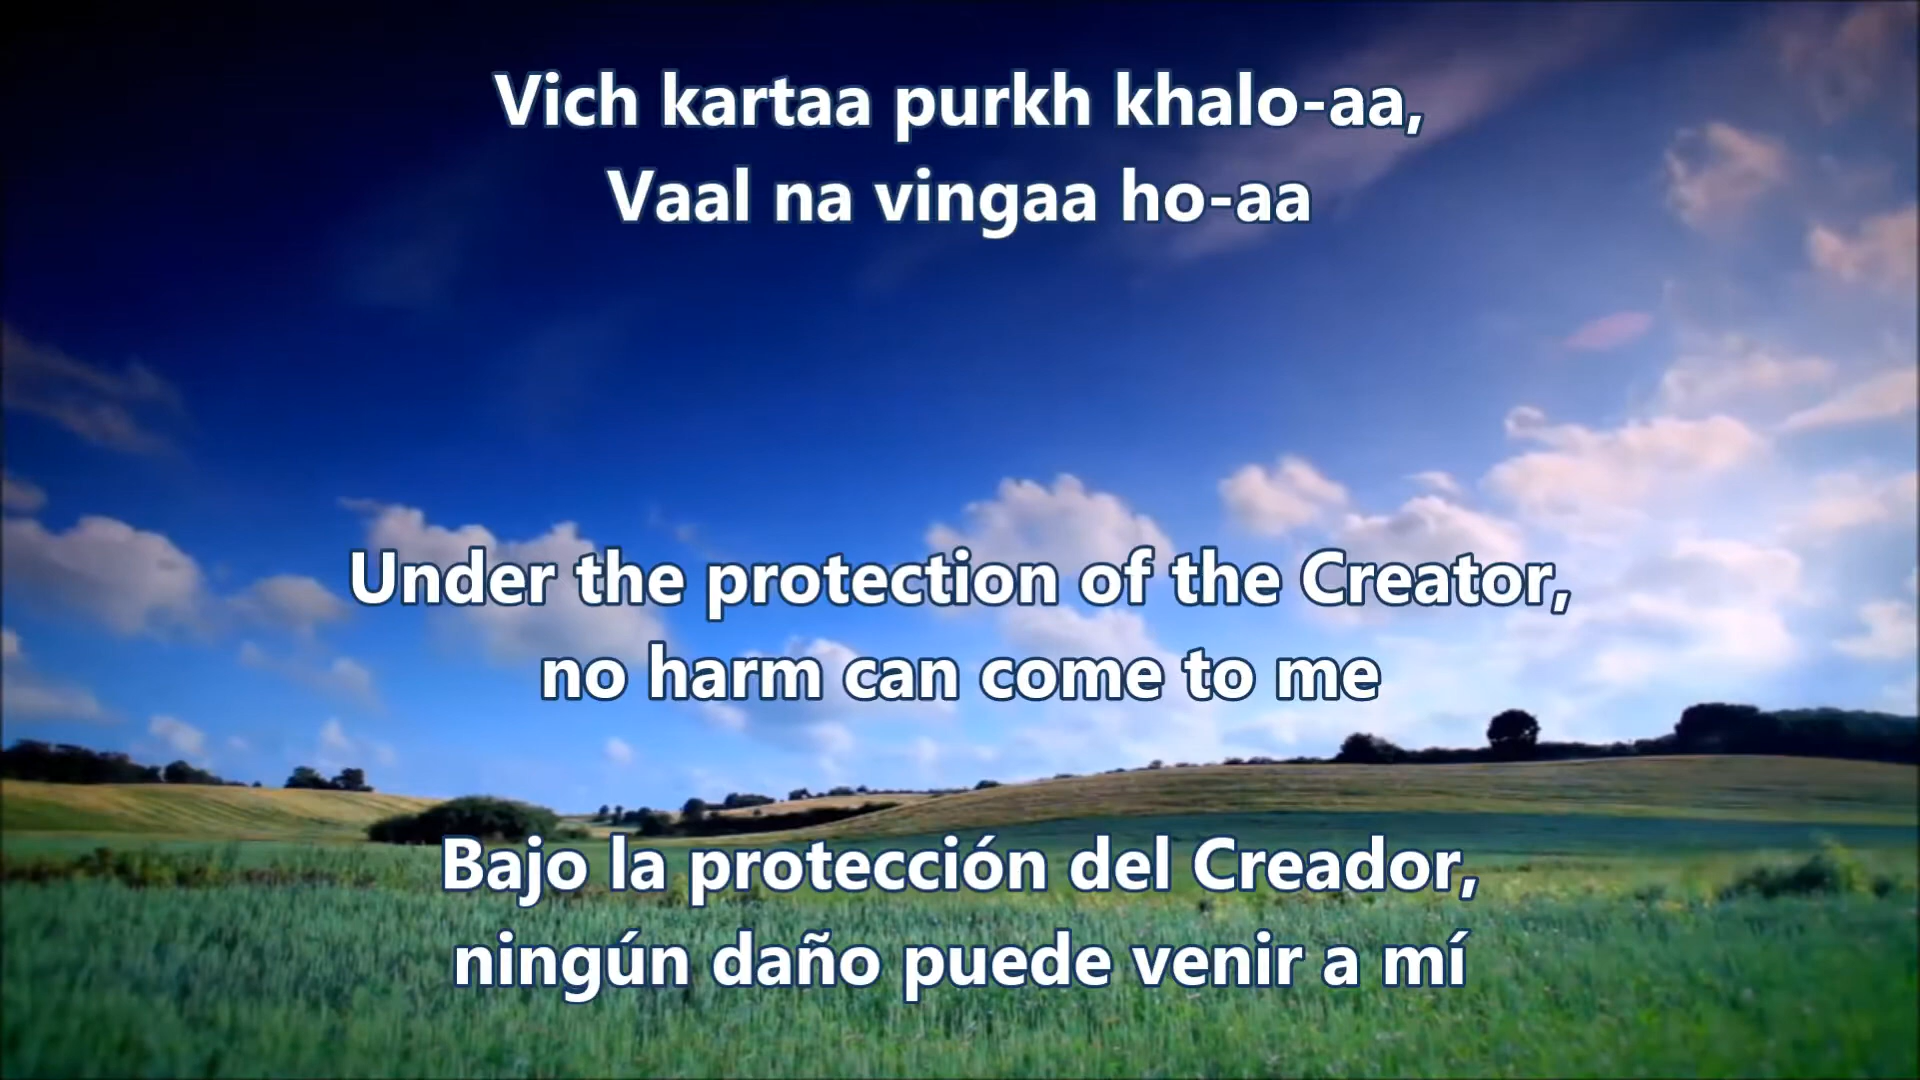 Vich kartaa purkh khalo-aa,
Vaal na vingaa ho-aa
Under the protection of the Creator,
no harm can come to me
Bajo la protección del Creador,
ningún daño puede venir a mí